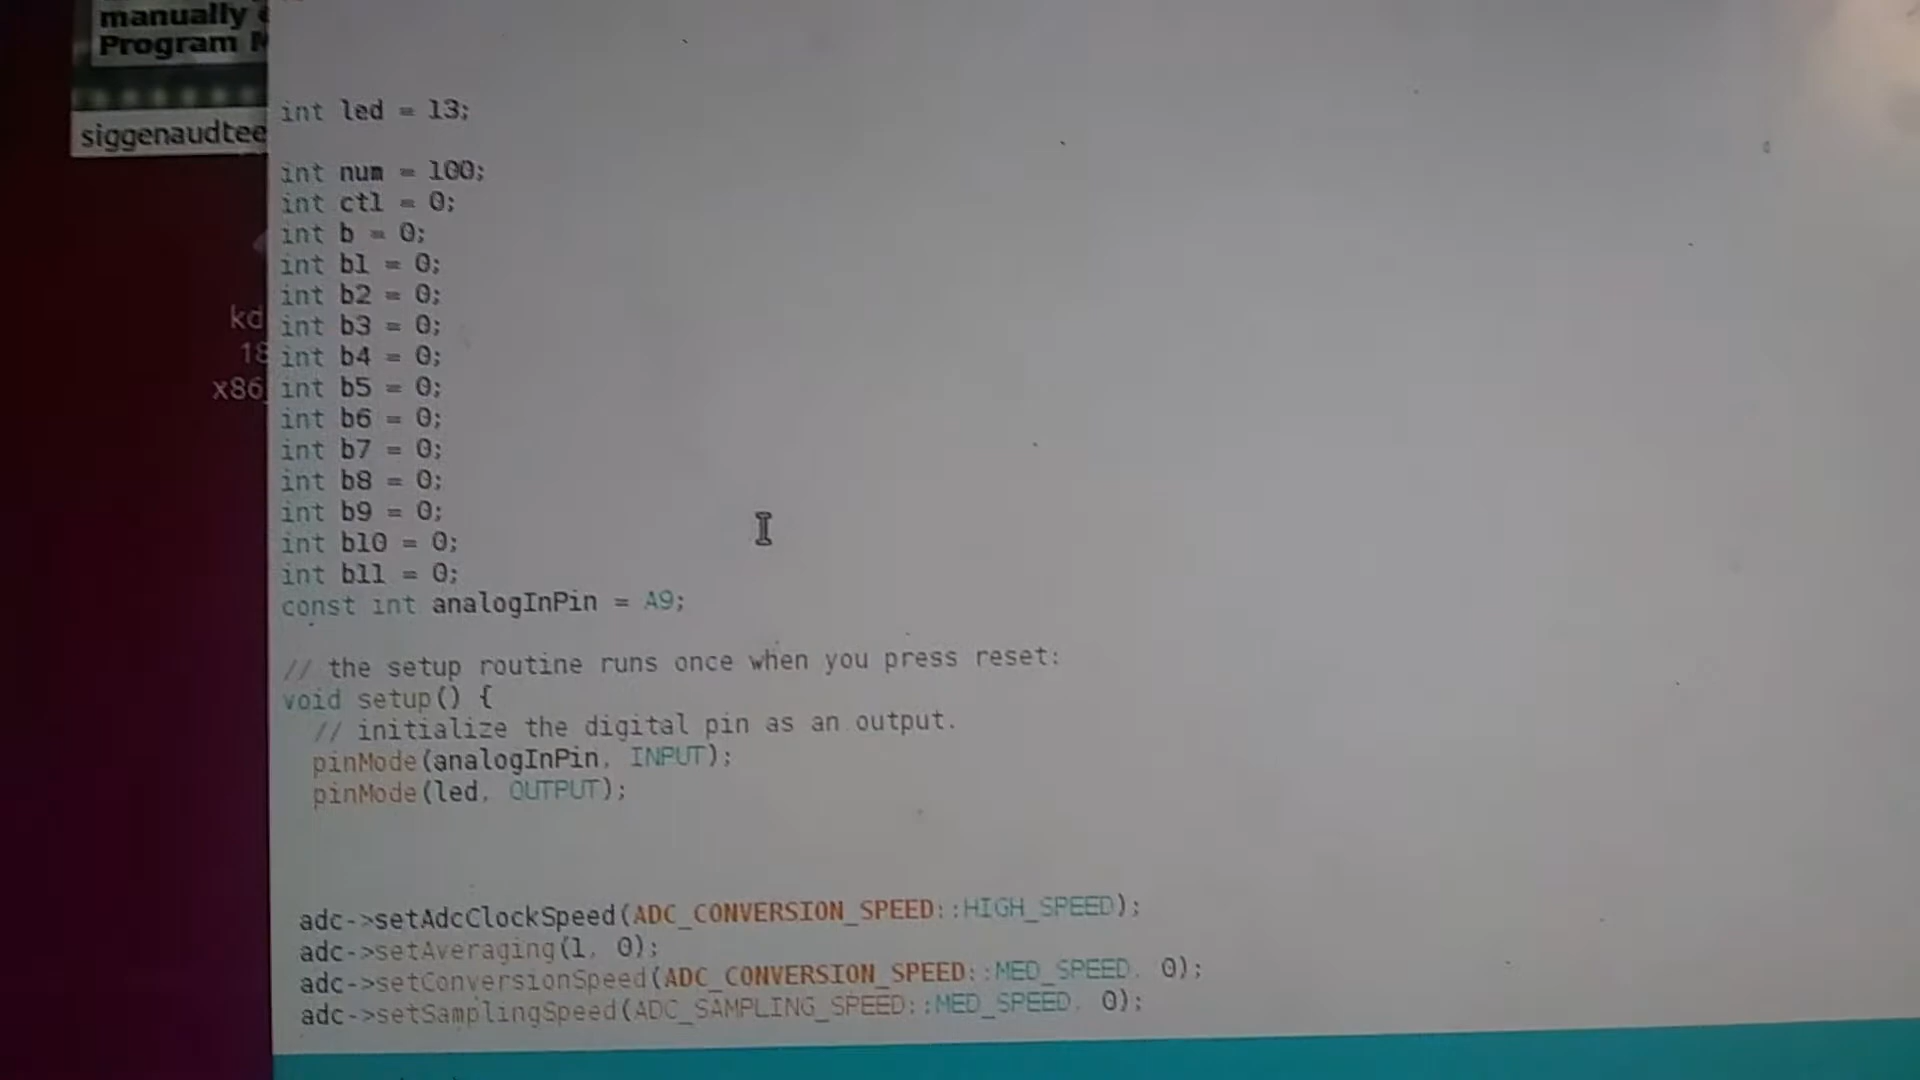 manually
Program
siggenaudtee
kd
18
x86
int led = 13;
int num = 100;
int ctl = 0;
int b = 0;
int b1 = 0;
int b2 = 0;
int b3 = 0;
int b4 = 0;
int b5 = 0;
int b6 = 0;
int b7 = 0;
int b8 = 0;
int b9 = 0;
int b10 = 0;
int b11 = 0;
const int analogInPin = A9;
// the setup routine runs once when you press reset:
void setup() {
// initialize the digital pin as an output.
pinMode(analogInPin, INPUT);
pinMode(led, OUTPUT);
adc->setAdcClockSpeed(ADC_CONVERSION_SPEED::HIGH_SPEED);
adc->setAveraging(1, 0);
adc->setConversionSpeed(ADC_CONVERSION_SPEED::MED_SPEED, 0);
adc->setSamplingSpeed(ADC_SAMPLING_SPEED::MED_SPEED, 0);